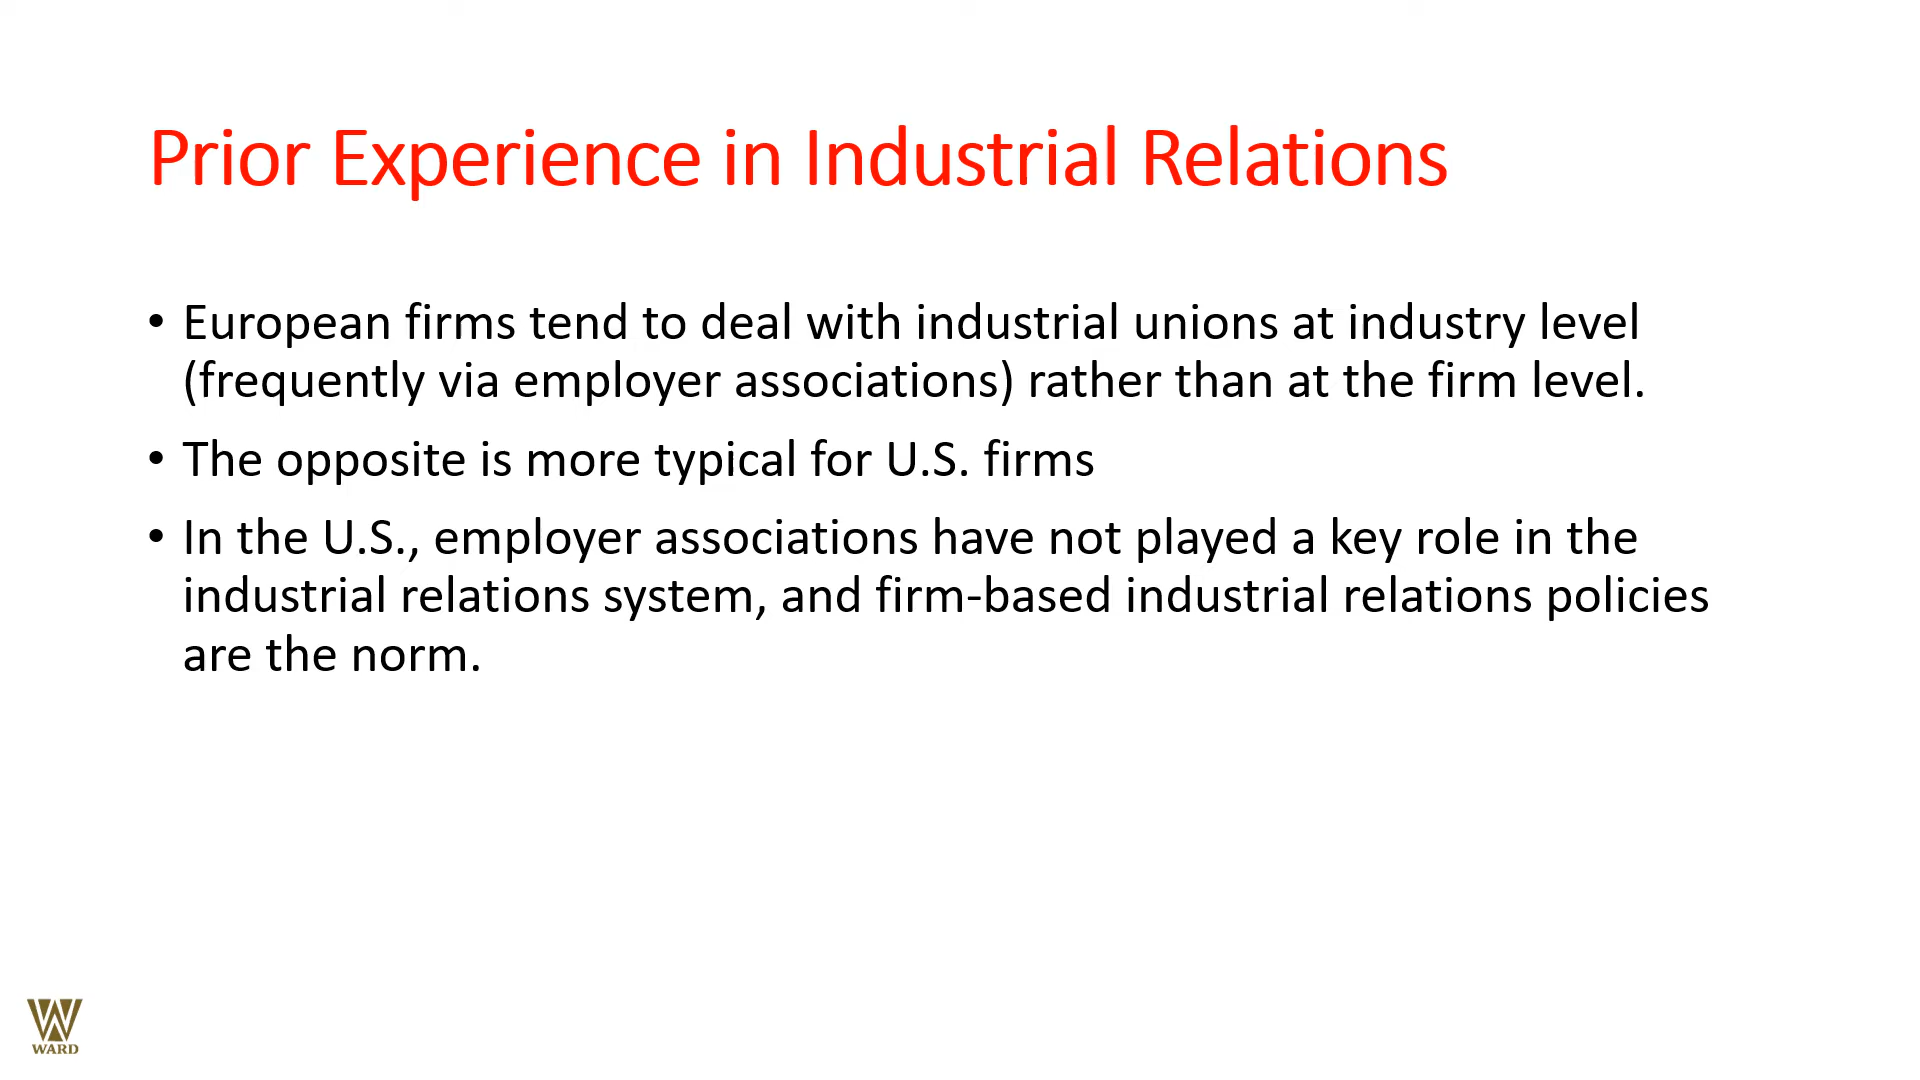 Prior Experience in Industrial Relations
• European firms tend to deal with industrial unions at industry level
(frequently via employer associations) rather than at the firm level.
• The opposite is more typical for U.S. firms
• In the U.S., employer associations have not played a key role in the
industrial relations system, and firm-based industrial relations policies
are the norm.
WARD